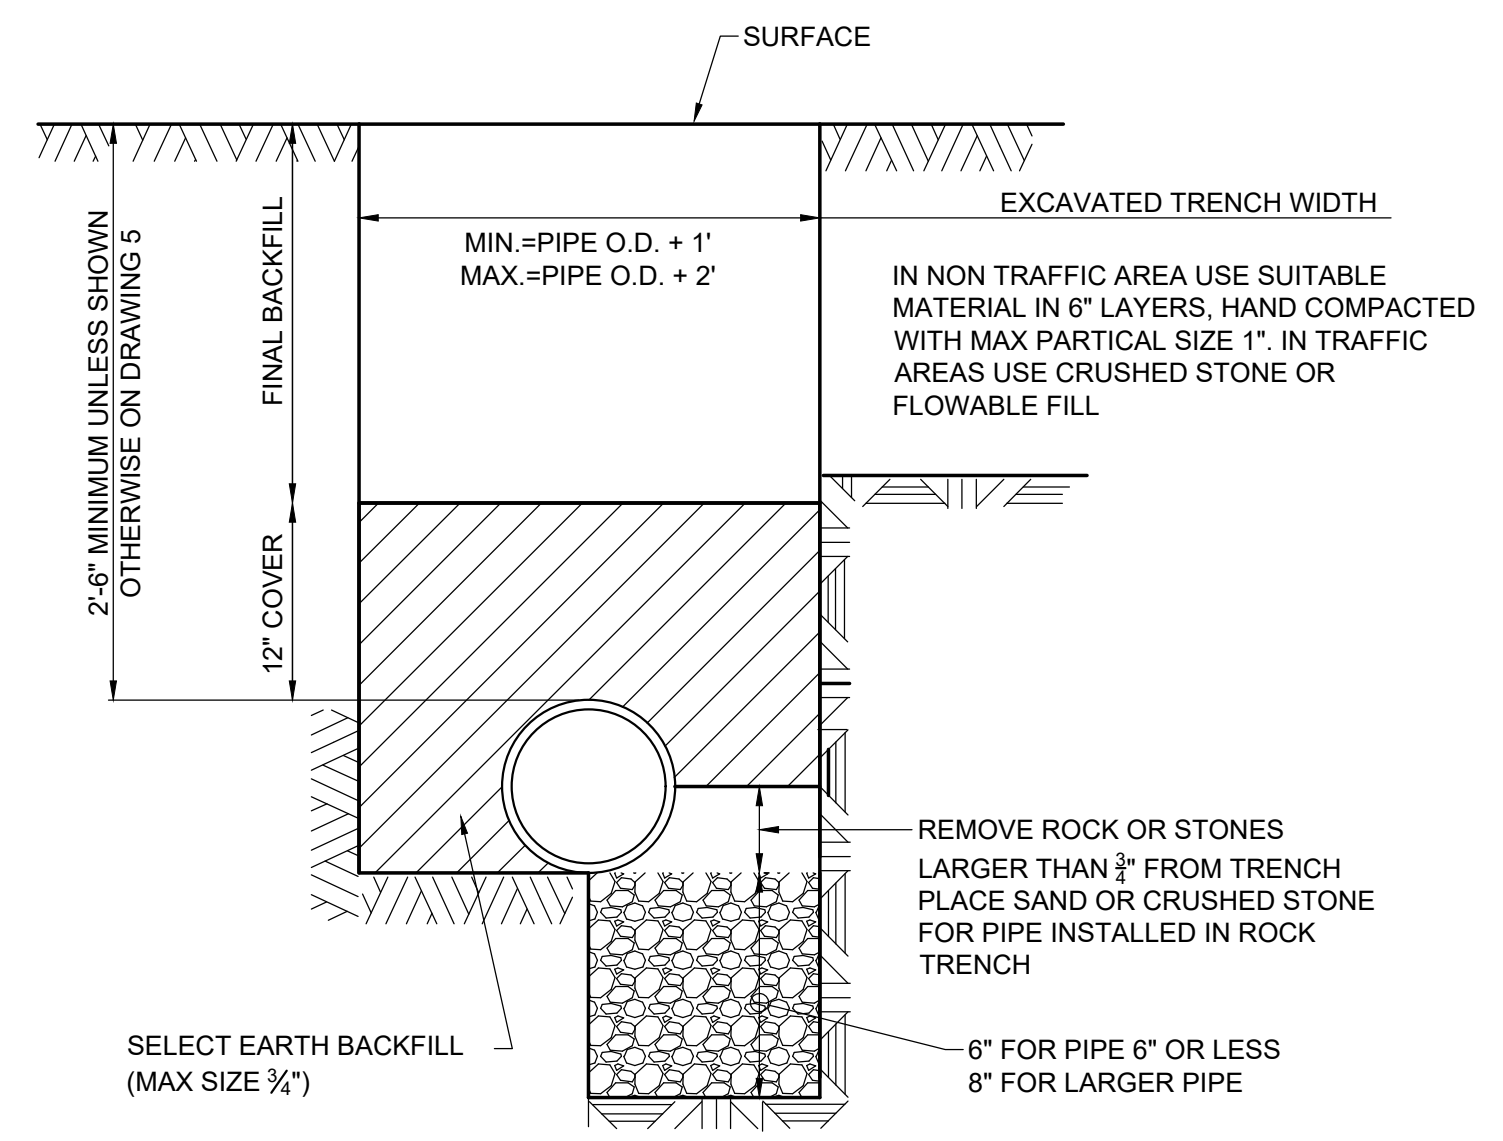 SURFACE
EXCAVATED TRENCH WIDTH
MIN.=PIPE O.D. + 1'
MAX.=PIPE O.D. + 2'
IN NON TRAFFIC AREA USE SUITABLE
MATERIAL IN 6" LAYERS, HAND COMPACTED
WITH MAX PARTICAL SIZE 1". IN TRAFFIC
AREAS USE CRUSHED STONE OR
FLOWABLE FILL
2'-6" MINIMUM UNLESS SHOWN
OTHERWISE ON DRAWING 5
FINAL BACKFILL
12" COVER
REMOVE ROCK OR STONES
LARGER THAN 3/4" FROM TRENCH
PLACE SAND OR CRUSHED STONE
FOR PIPE INSTALLED IN ROCK
TRENCH
SELECT EARTH BACKFILL
(MAX SIZE 3/4")
6" FOR PIPE 6" OR LESS
8" FOR LARGER PIPE